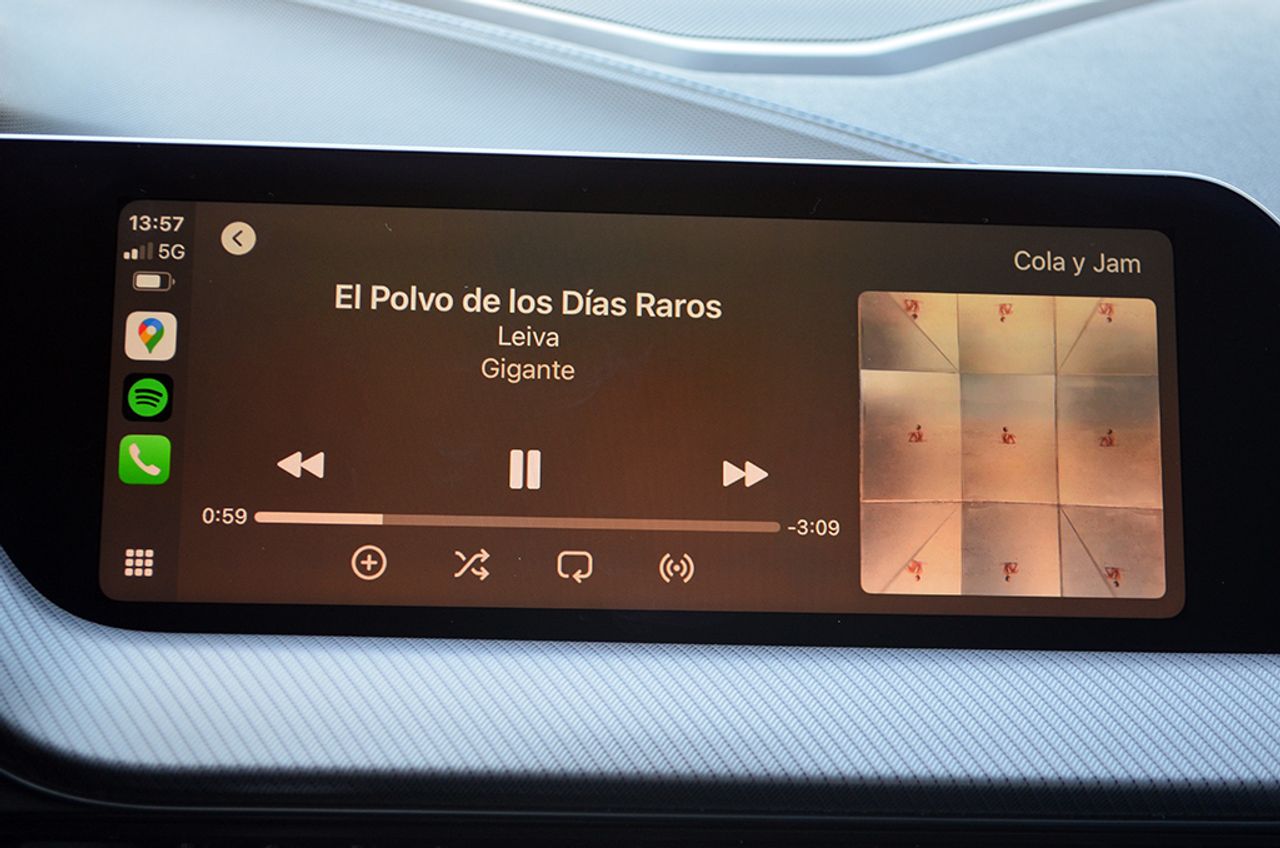 13:57
5G
Cola y Jam
El Polvo de los Días Raros
Leiva
Gigante
0:59
-3:09